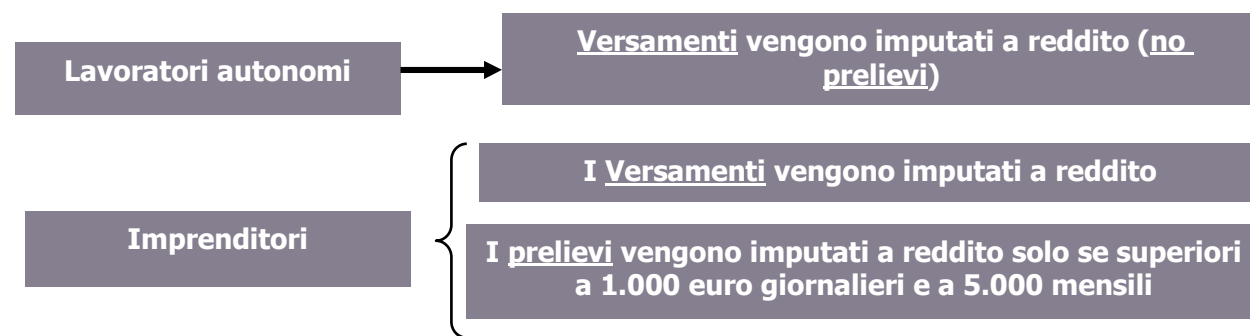 Lavoratori autonomi
Versamenti vengono imputati a reddito (no
prelievi)
Imprenditori
I Versamenti vengono imputati a reddito
I prelievi vengono imputati a reddito solo se superiori
a 1.000 euro giornalieri e a 5.000 mensili